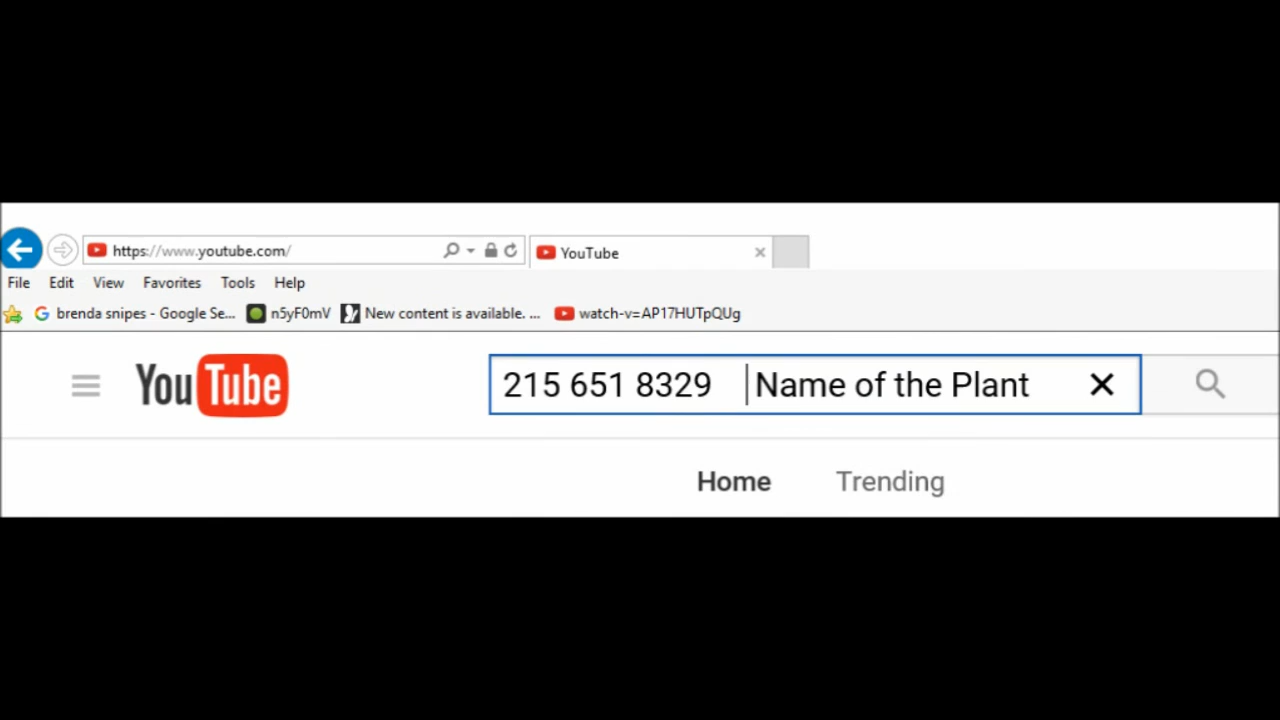 https://www.youtube.com/ YouTube
File Edit View Favorites Tools Help
brenda snipes - Google Se... n5yF0mV New content is available. ... watch-v=AP17HUTpQUg
YouTube 215 651 8329 Name of the Plant
Home Trending